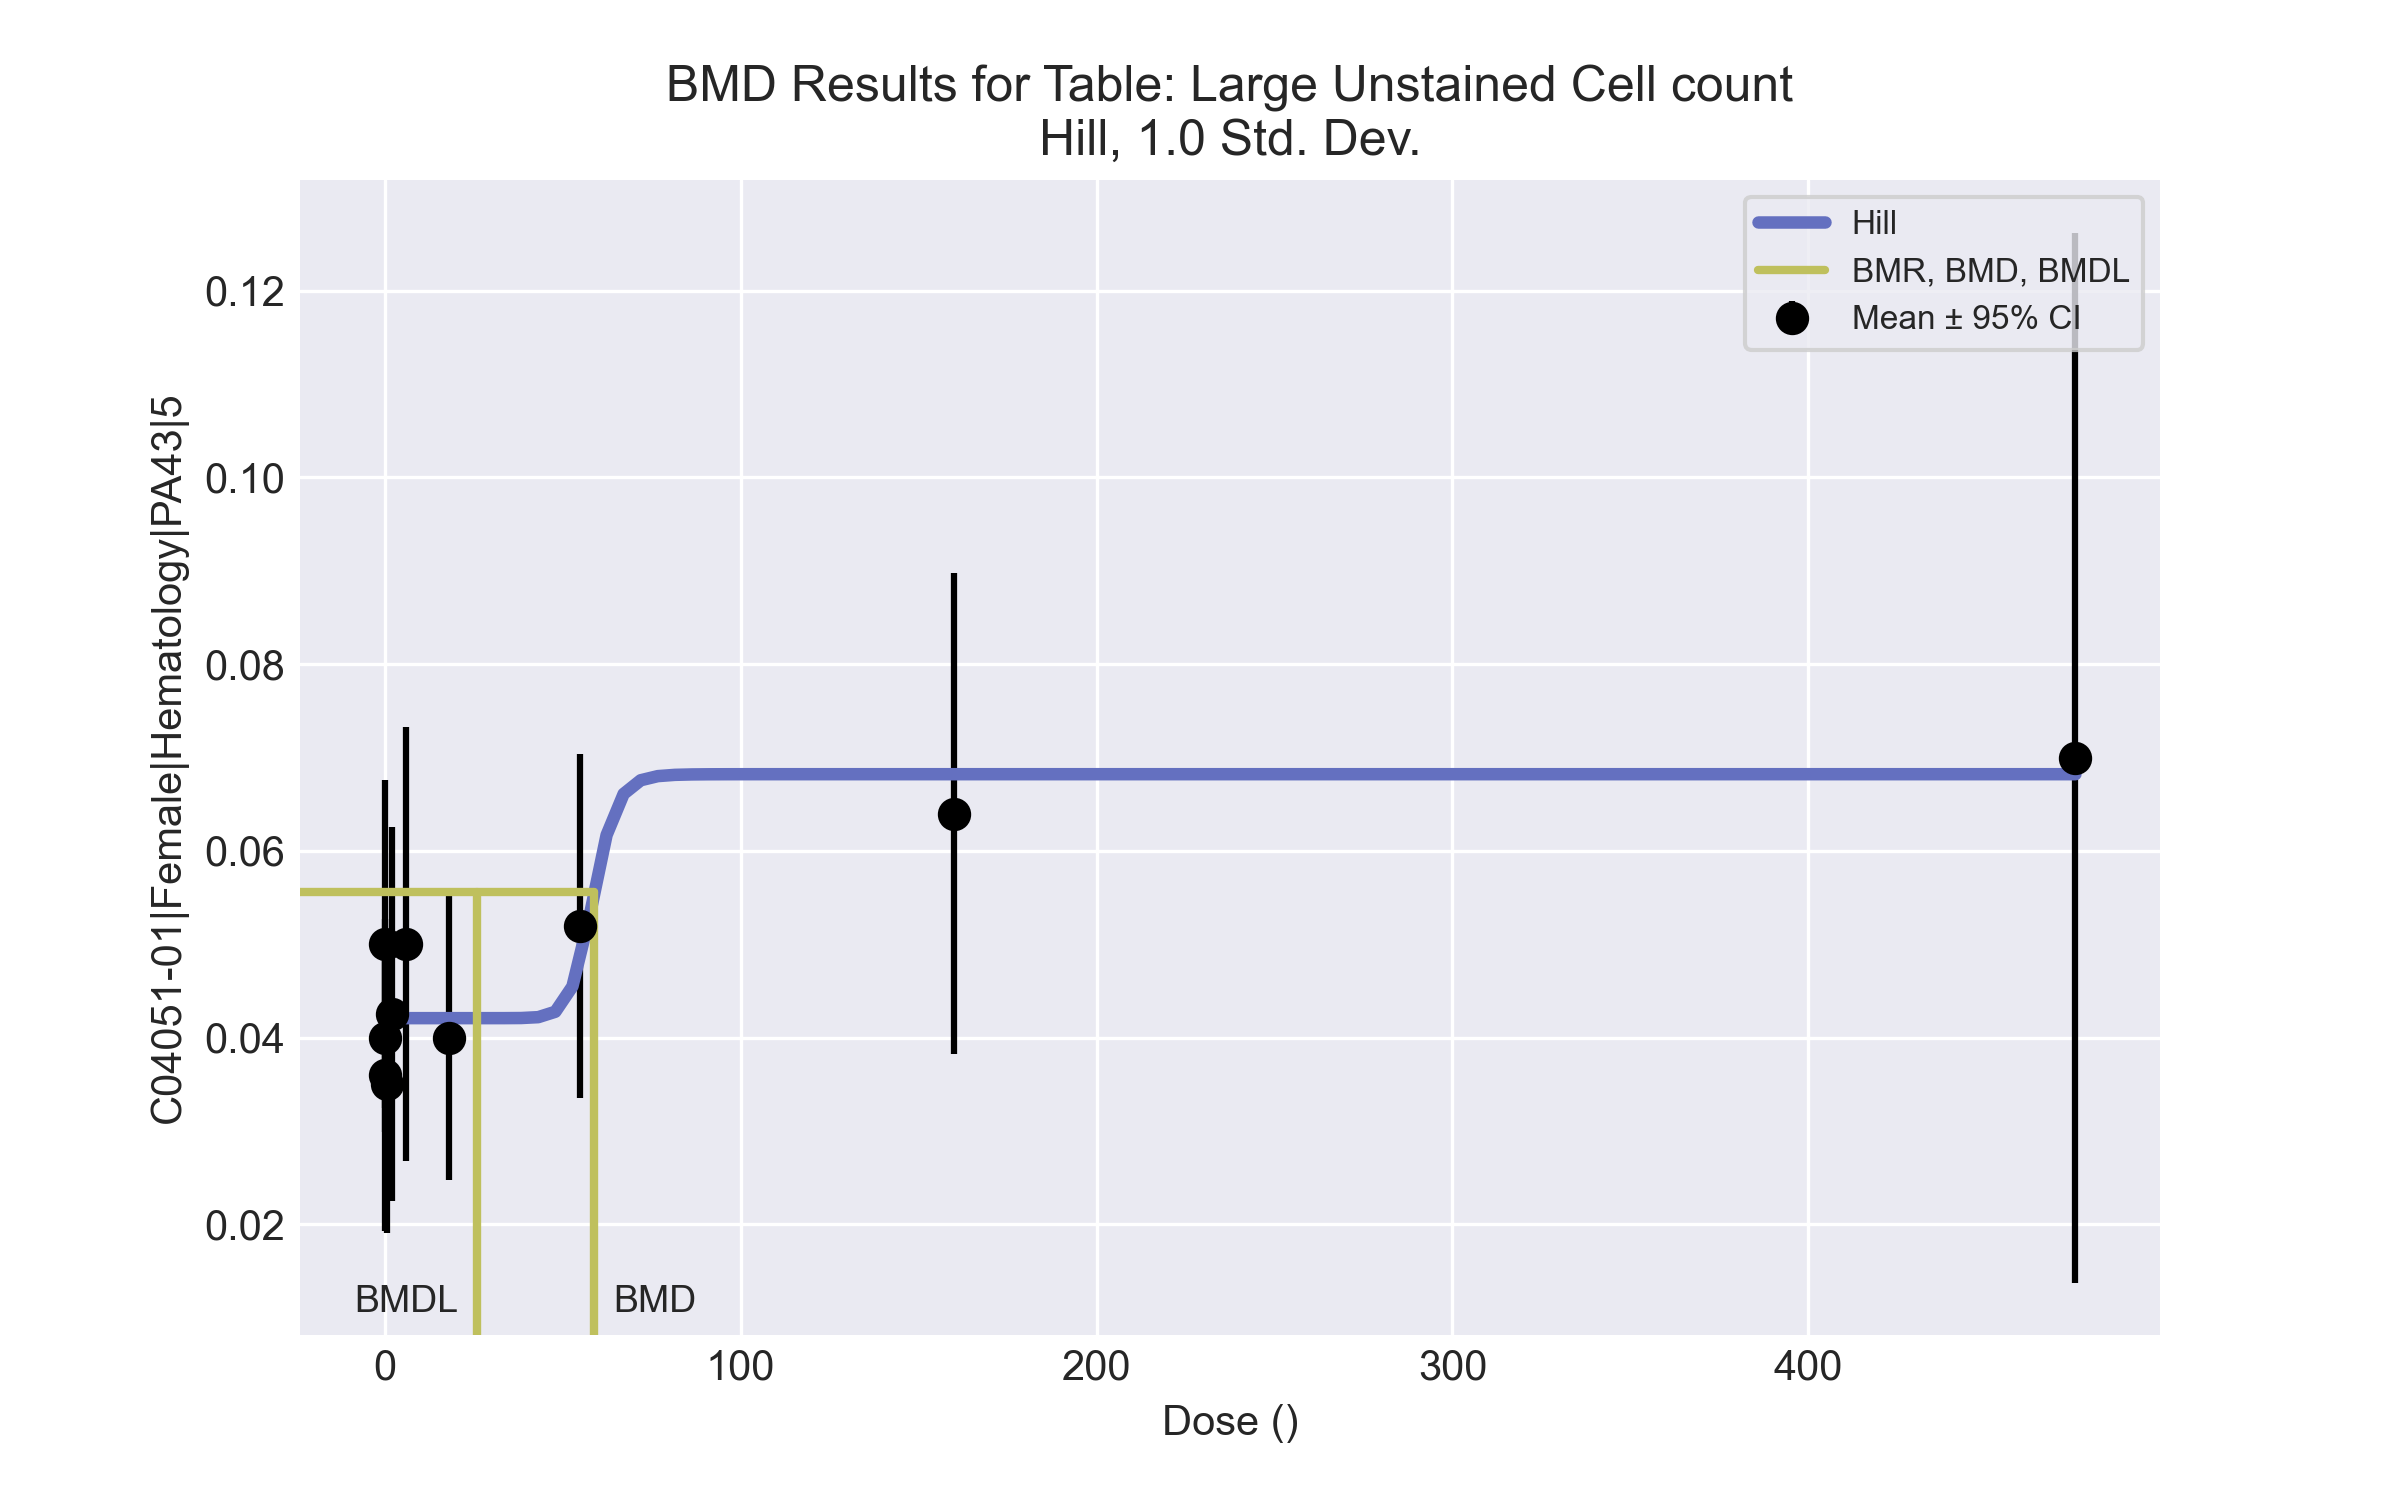 BMD Results for Table: Large Unstained Cell count
Hill, 1.0 Std. Dev.
Hill
BMR, BMD, BMDL
Mean ± 95% CI
C04051-01|Female|Hematology|PA43|5
0.12
0.10
0.08
0.06
0.04
0.02
BMDL
BMD
0
100
200
300
400
Dose ()